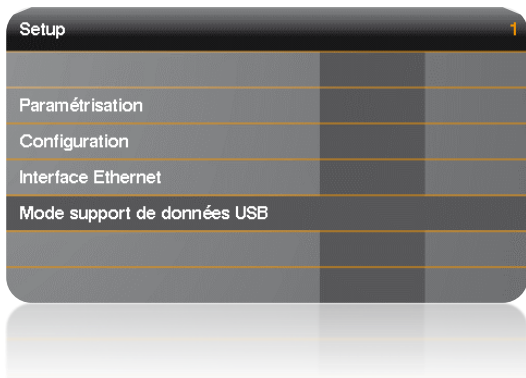 Setup 1
Paramétrisation
Configuration
Interface Ethernet
Mode support de données USB